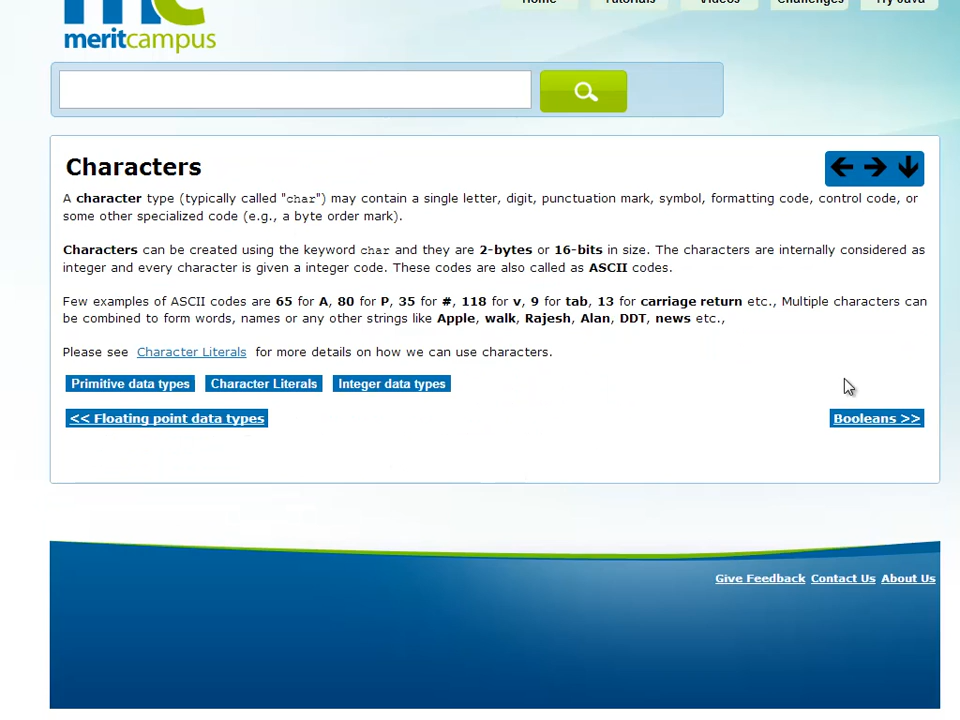 Home Tutorials Videos Challenges Try Java
mc
meritcampus
Characters
A character type (typically called "char") may contain a single letter, digit, punctuation mark, symbol, formatting code, control code, or
some other specialized code (e.g., a byte order mark).
Characters can be created using the keyword char and they are 2-bytes or 16-bits in size. The characters are internally considered as
integer and every character is given a integer code. These codes are also called as ASCII codes.
Few examples of ASCII codes are 65 for A, 80 for P, 35 for #, 118 for v, 9 for tab, 13 for carriage return etc., Multiple characters can
be combined to form words, names or any other strings like Apple, walk, Rajesh, Alan, DDT, news etc.,
Please see Character Literals for more details on how we can use characters.
Primitive data types Character Literals Integer data types
<< Floating point data types Booleans >>
Give Feedback Contact Us About Us